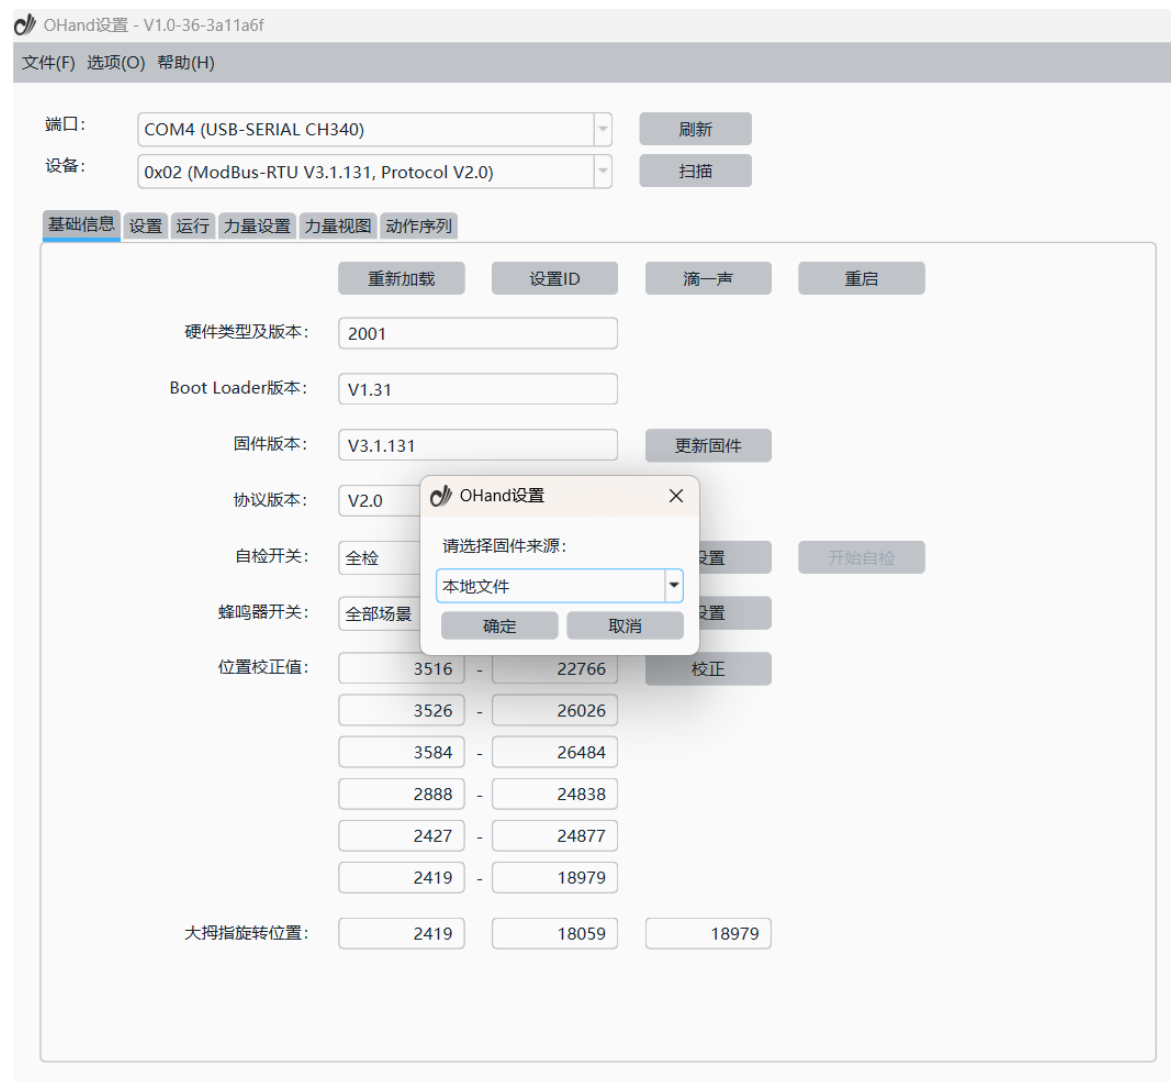 OHand设置 - V1.0-36-3a11a6f
文件(F) 选项(O) 帮助(H)
端口: COM4 (USB-SERIAL CH340) 刷新
设备: 0x02 (ModBus-RTU V3.1.131, Protocol V2.0) 扫描
基础信息 设置 运行 力量设置 力量视图 动作序列
重新加载 设置ID 滴一声 重启
硬件类型及版本: 2001
Boot Loader版本: V1.31
固件版本: V3.1.131 更新固件
协议版本: V2.0
OHand设置
请选择固件来源:
本地文件
确定 取消
自检开关: 全检 设置 开始自检
蜂鸣器开关: 全部场景 设置
位置校正值: 3516 - 22766 校正
3526 - 26026
3584 - 26484
2888 - 24838
2427 - 24877
2419 - 18979
大拇指旋转位置: 2419 18059 18979